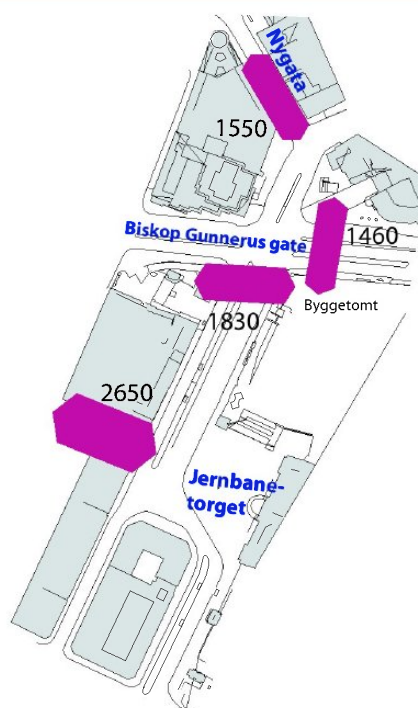 Nygata
1550
Biskop Gunnerus gate
1460
Byggetomt
1830
2650
Jernbane-
torget